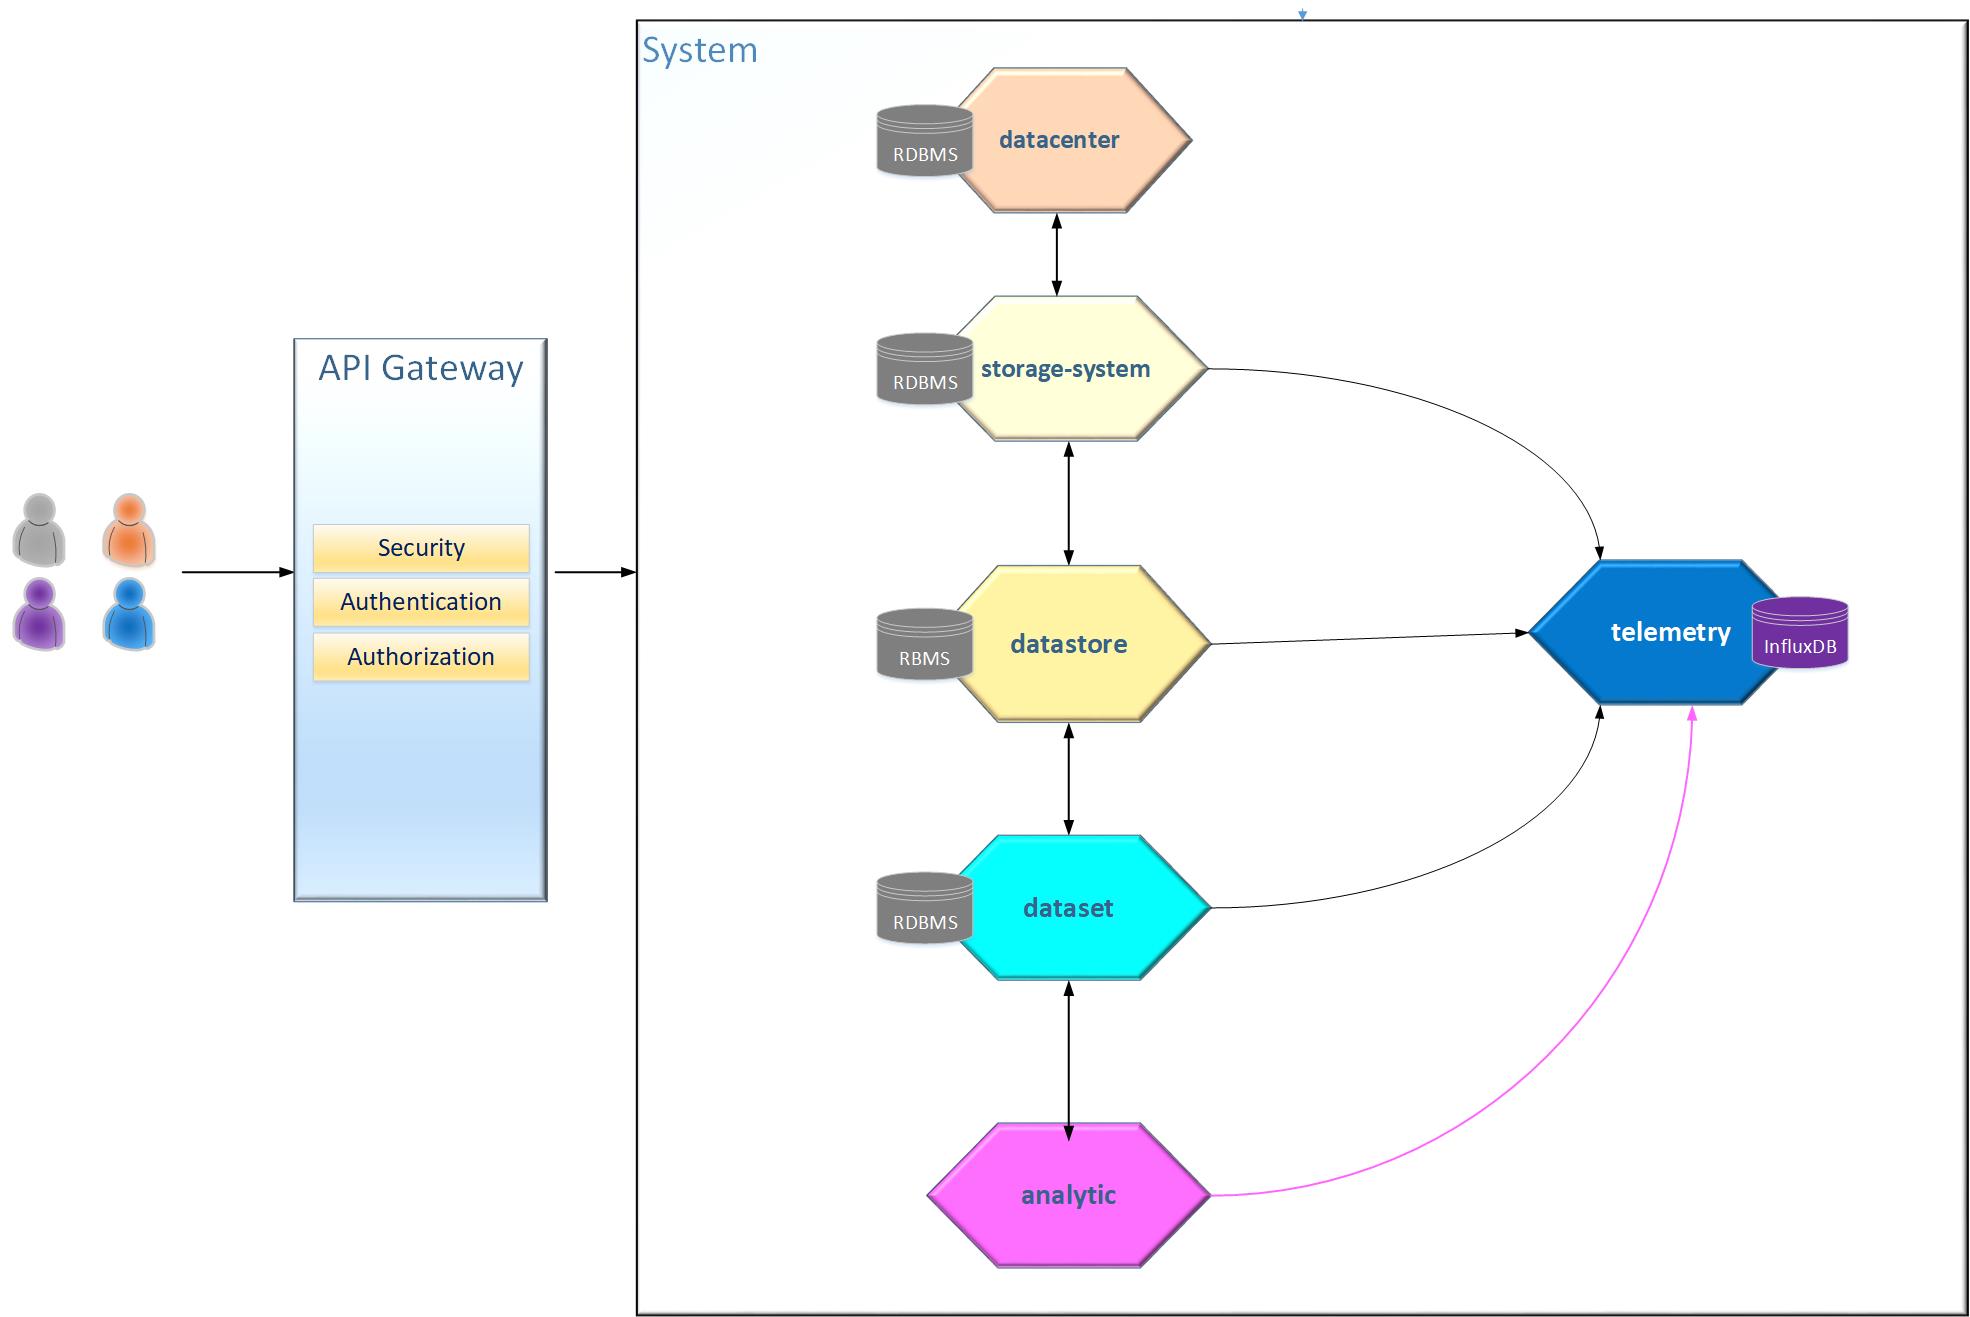 System
RDBMS
datacenter
API Gateway
RDBMS
storage-system
Security
Authentication
Authorization
RBMS
datastore
telemetry
InfluxDB
RDBMS
dataset
analytic